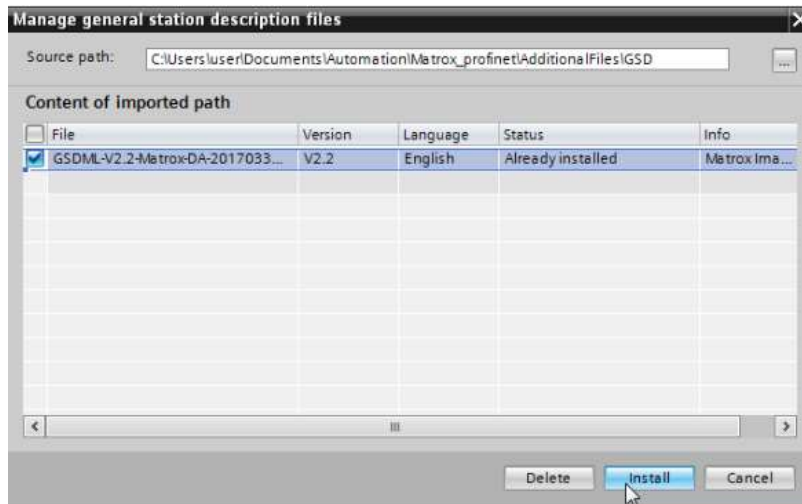 Manage general station description files
Source path: C:\Users\user\Documents\Automation\Matrox_profinet\AdditionalFiles\GSD ...
Content of imported path
File Version Language Status Info
GSDML-V2.2-Matrox-DA-2017033... V2.2 English Already installed Matrox Ima...
Delete Install Cancel